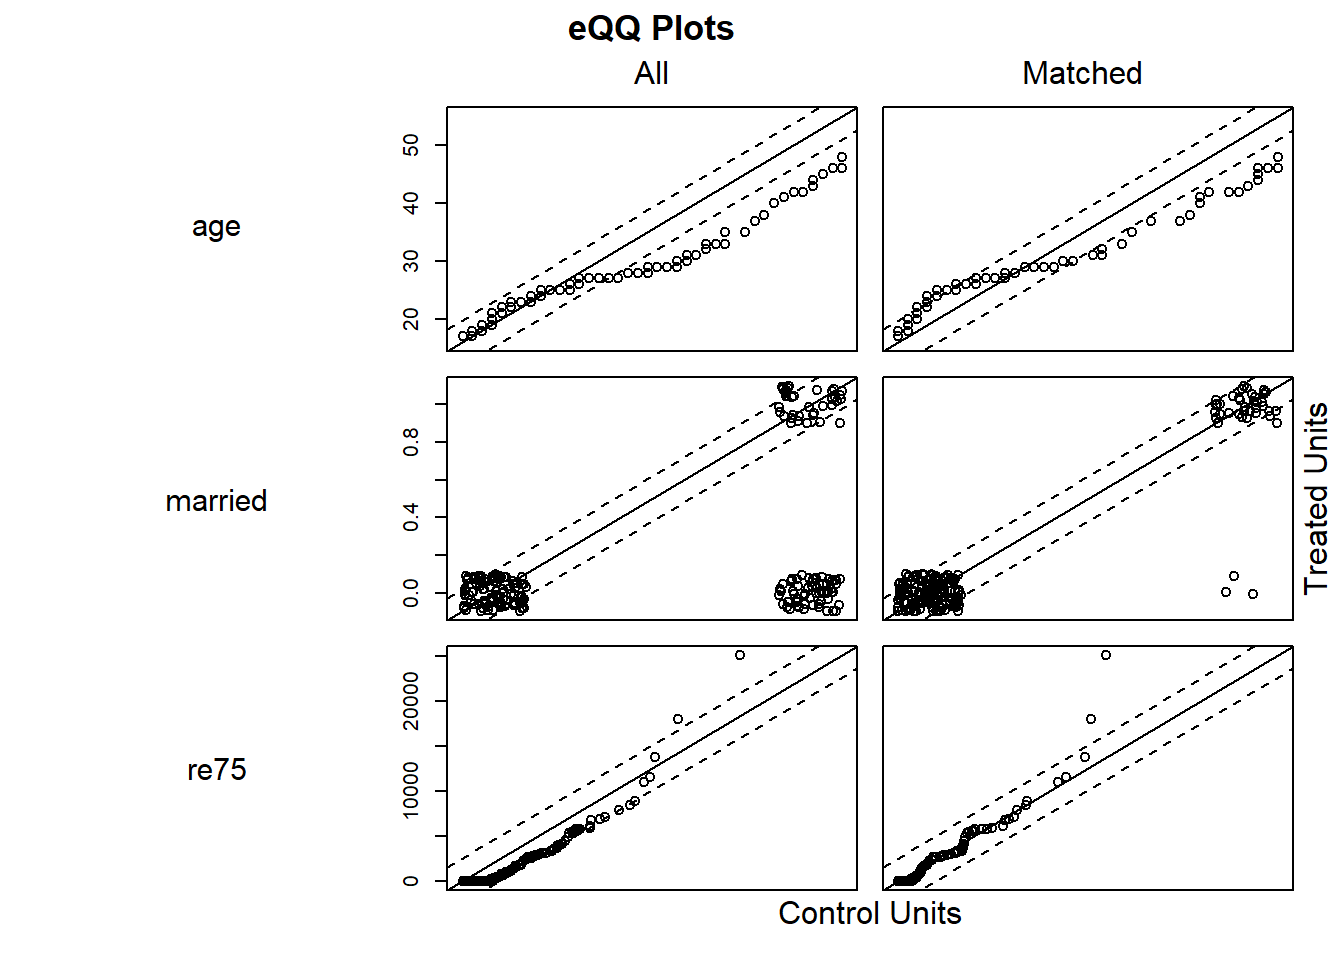 eQQ Plots
All
Matched
age
50
40
30
20
married
0.8
0.4
0.0
Treated Units
re75
20000
10000
0
Control Units